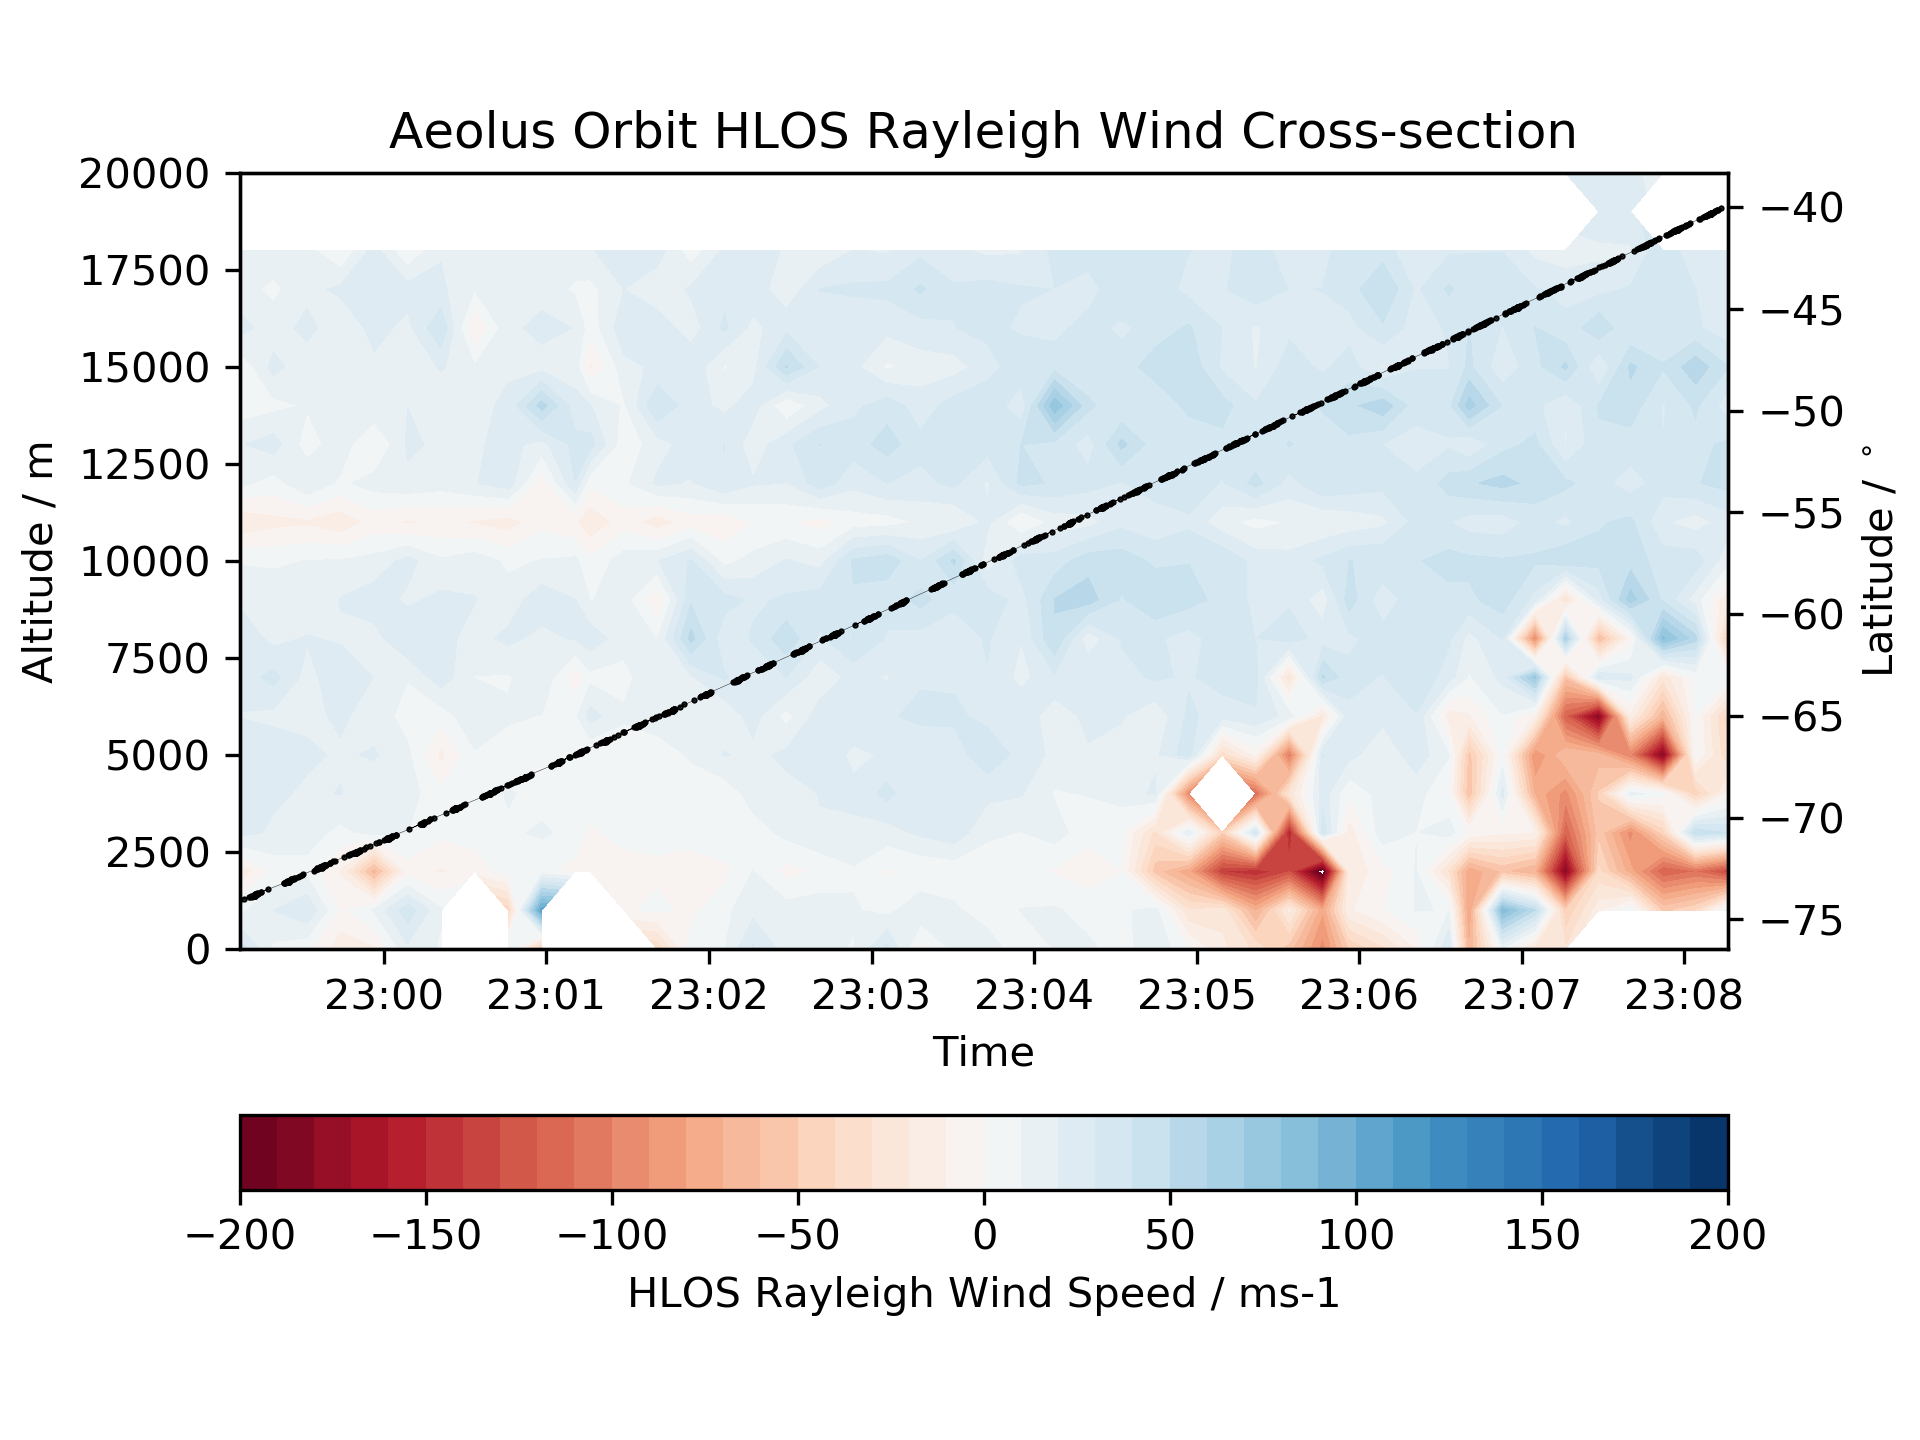 Aeolus Orbit HLOS Rayleigh Wind Cross-section
20000
17500
15000
12500
10000
7500
5000
2500
0
Altitude / m
−40
−45
−50
−55
−60
−65
−70
−75
Latitude / °
23:00 23:01 23:02 23:03 23:04 23:05 23:06 23:07 23:08
Time
−200 −150 −100 −50 0 50 100 150 200
HLOS Rayleigh Wind Speed / ms-1